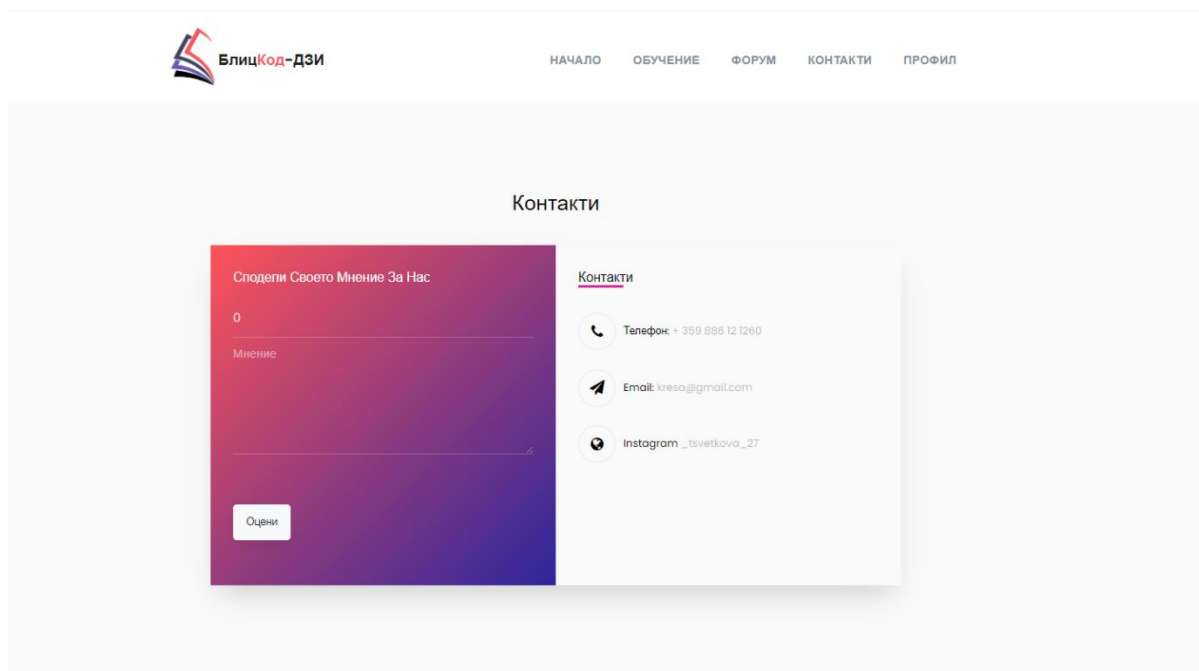 БлицКод-ДЗИ
НАЧАЛО ОБУЧЕНИЕ ФОРУМ КОНТАКТИ ПРОФИЛ
Контакти
Сподели Своето Мнение За Нас
0
Мнение
Оцени
Контакти
Телефон: + 359 886 12 1260
Email: kresa@gmail.com
Instagram _tsvetkova_27